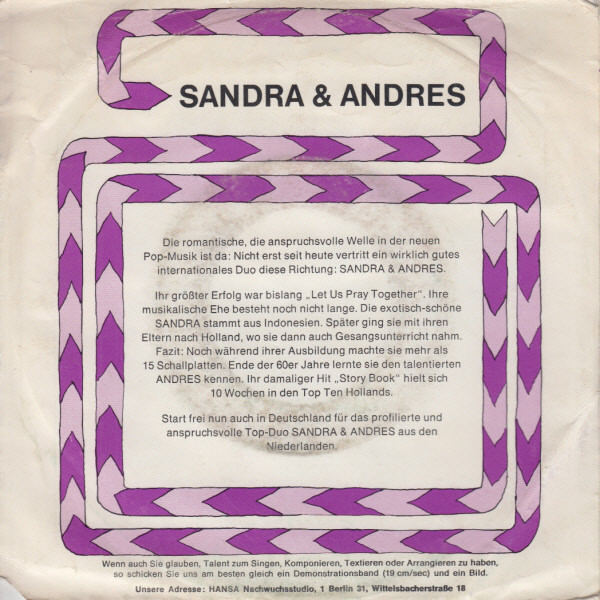 SANDRA & ANDRES
Die romantische, die anspruchsvolle Welle in der neuen
Pop-Musik ist da: Nicht erst seit heute vertritt ein wirklich gutes
internationales Duo diese Richtung: SANDRA & ANDRES.
Ihr größter Erfolg war bislang „Let Us Pray Together“. Ihre
musikalische Ehe besteht noch nicht lange. Die exotisch-schöne
SANDRA stammt aus Indonesien. Später ging sie mit ihren
Eltern nach Holland, wo sie dann auch Gesangsunterricht nahm.
Fazit: Noch während ihrer Ausbildung machte sie mehr als
15 Schallplatten. Ende der 60er Jahre lernte sie den talentierten
ANDRES kennen. Ihr damaliger Hit „Story Book“ hielt sich
10 Wochen in den Top Ten Hollands.
Start frei nun auch in Deutschland für das profilierte und
anspruchsvolle Top-Duo SANDRA & ANDRES aus den
Niederlanden.
Wenn auch Sie glauben, Talent zum Singen, Komponieren, Textieren oder Arrangieren zu haben,
so schicken Sie uns am besten gleich ein Demonstrationsband (19 cm/sec) und ein Bild.
Unsere Adresse: HANSA Nachwuchsstudio, 1 Berlin 31, Wittelsbacherstraße 18